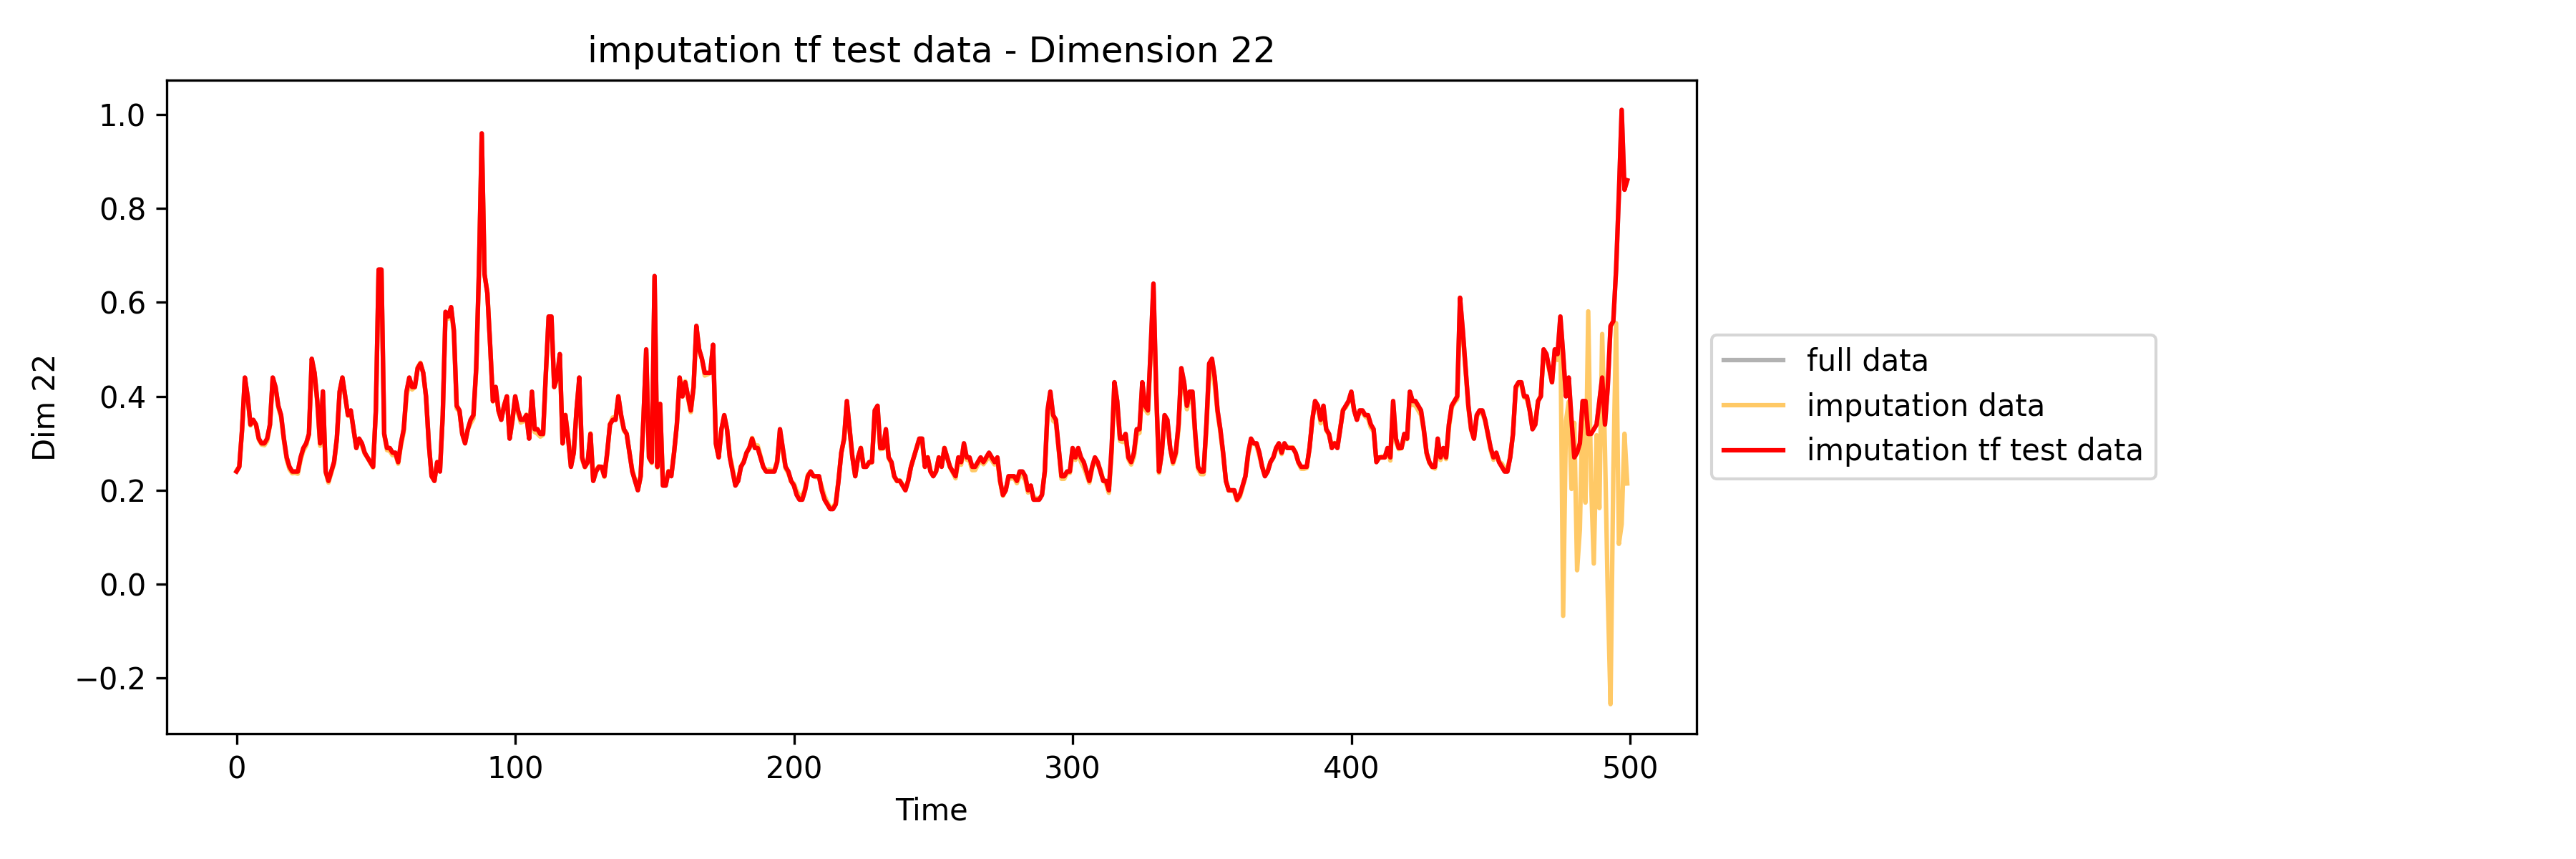 imputation tf test data - Dimension 22
1.0
0.8
0.6
0.4
0.2
0.0
−0.2
Dim 22
0
100
200
300
400
500
Time
full data
imputation data
imputation tf test data